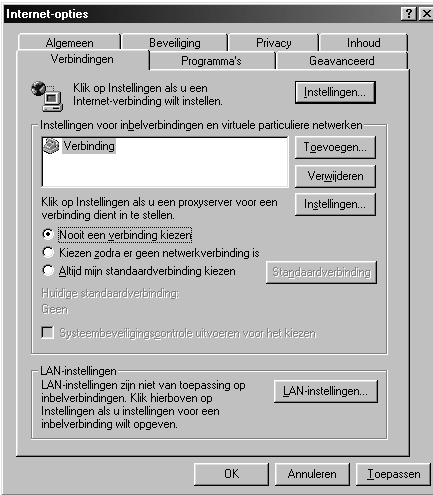 Internet-opties
Algemeen Beveiliging Privacy Inhoud
Verbindingen Programma's Geavanceerd
Klik op Instellingen als u een
Internet-verbinding wilt instellen.
Instellingen...
Instellingen voor inbelverbindingen en virtuele particuliere netwerken
Verbinding
Toevoegen...
Verwijderen
Klik op Instellingen als u een proxyserver voor een
verbinding dient in te stellen.
Instellingen...
Nooit een verbinding kiezen
Kiezen zodra er geen netwerkverbinding is
Altijd mijn standaardverbinding kiezen
Standaardverbinding
Huidige standaardverbinding:
Geen
Systeembeveiligingscontrole uitvoeren voor het kiezen
LAN-instellingen
LAN-instellingen zijn niet van toepassing op
inbelverbindingen. Klik hierboven op
Instellingen als u instellingen voor een
inbelverbinding wilt opgeven.
LAN-instellingen...
OK Annuleren Toepassen